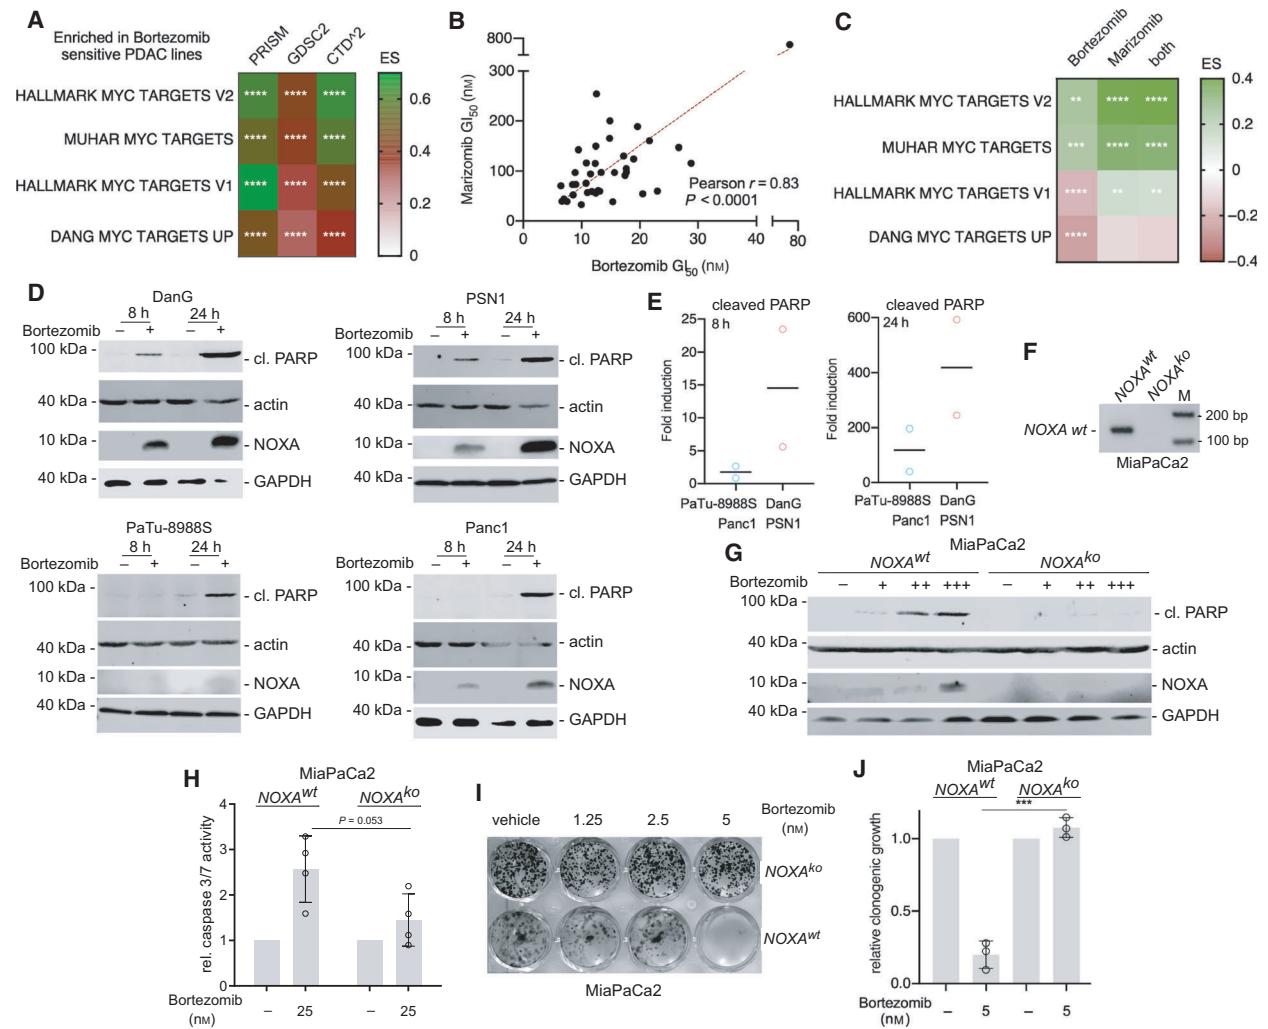 A
Enriched in Bortezomib
sensitive PDAC lines
PRISM
GDSC2
CTD^2
ES
HALLMARK MYC TARGETS V2
**** **** ****
MUHAR MYC TARGETS
**** **** ****
HALLMARK MYC TARGETS V1
**** **** ****
DANG MYC TARGETS UP
**** **** ****
0.6
0.4
0.2
0
B
Marizomib GI50 (nM)
800
300
200
100
0
Pearson r = 0.83
P < 0.0001
0 10 20 30 40 80
Bortezomib GI50 (nM)
C
Bortezomib
Marizomib
both
ES
HALLMARK MYC TARGETS V2
** **** ****
MUHAR MYC TARGETS
*** **** ****
HALLMARK MYC TARGETS V1
**** ** **
DANG MYC TARGETS UP
****
0.4
0.2
0
−0.2
−0.4
D
DanG
8 h 24 h
Bortezomib – + – +
100 kDa - - cl. PARP
40 kDa - - actin
10 kDa - - NOXA
40 kDa - - GAPDH
PSN1
8 h 24 h
Bortezomib – + – +
100 kDa - - cl. PARP
40 kDa - - actin
10 kDa - - NOXA
40 kDa - - GAPDH
PaTu-8988S
8 h 24 h
Bortezomib – + – +
100 kDa - - cl. PARP
40 kDa - - actin
10 kDa - - NOXA
40 kDa - - GAPDH
Panc1
8 h 24 h
Bortezomib – + – +
100 kDa - - cl. PARP
40 kDa - - actin
10 kDa - - NOXA
40 kDa - - GAPDH
E
cleaved PARP
8 h
Fold induction
25
20
15
10
5
0
PaTu-8988S DanG
Panc1 PSN1
cleaved PARP
24 h
Fold induction
600
400
200
0
PaTu-8988S DanG
Panc1 PSN1
F
NOXAwt
NOXAko
M
NOXA wt -
- 200 bp
- 100 bp
MiaPaCa2
G
MiaPaCa2
NOXAwt NOXAko
Bortezomib – + ++ +++ – + ++ +++
100 kDa - - cl. PARP
40 kDa - - actin
10 kDa - - NOXA
40 kDa - - GAPDH
H
MiaPaCa2
NOXAwt NOXAko
P = 0.053
rel. caspase 3/7 activity
4
3
2
1
0
Bortezomib
(nM)
– 25 – 25
I
vehicle 1.25 2.5 5
Bortezomib
(nM)
NOXAko
NOXAwt
MiaPaCa2
J
MiaPaCa2
NOXAwt NOXAko
***
relative clonogenic growth
1.0
0.5
0.0
Bortezomib
(nM)
– 5 – 5